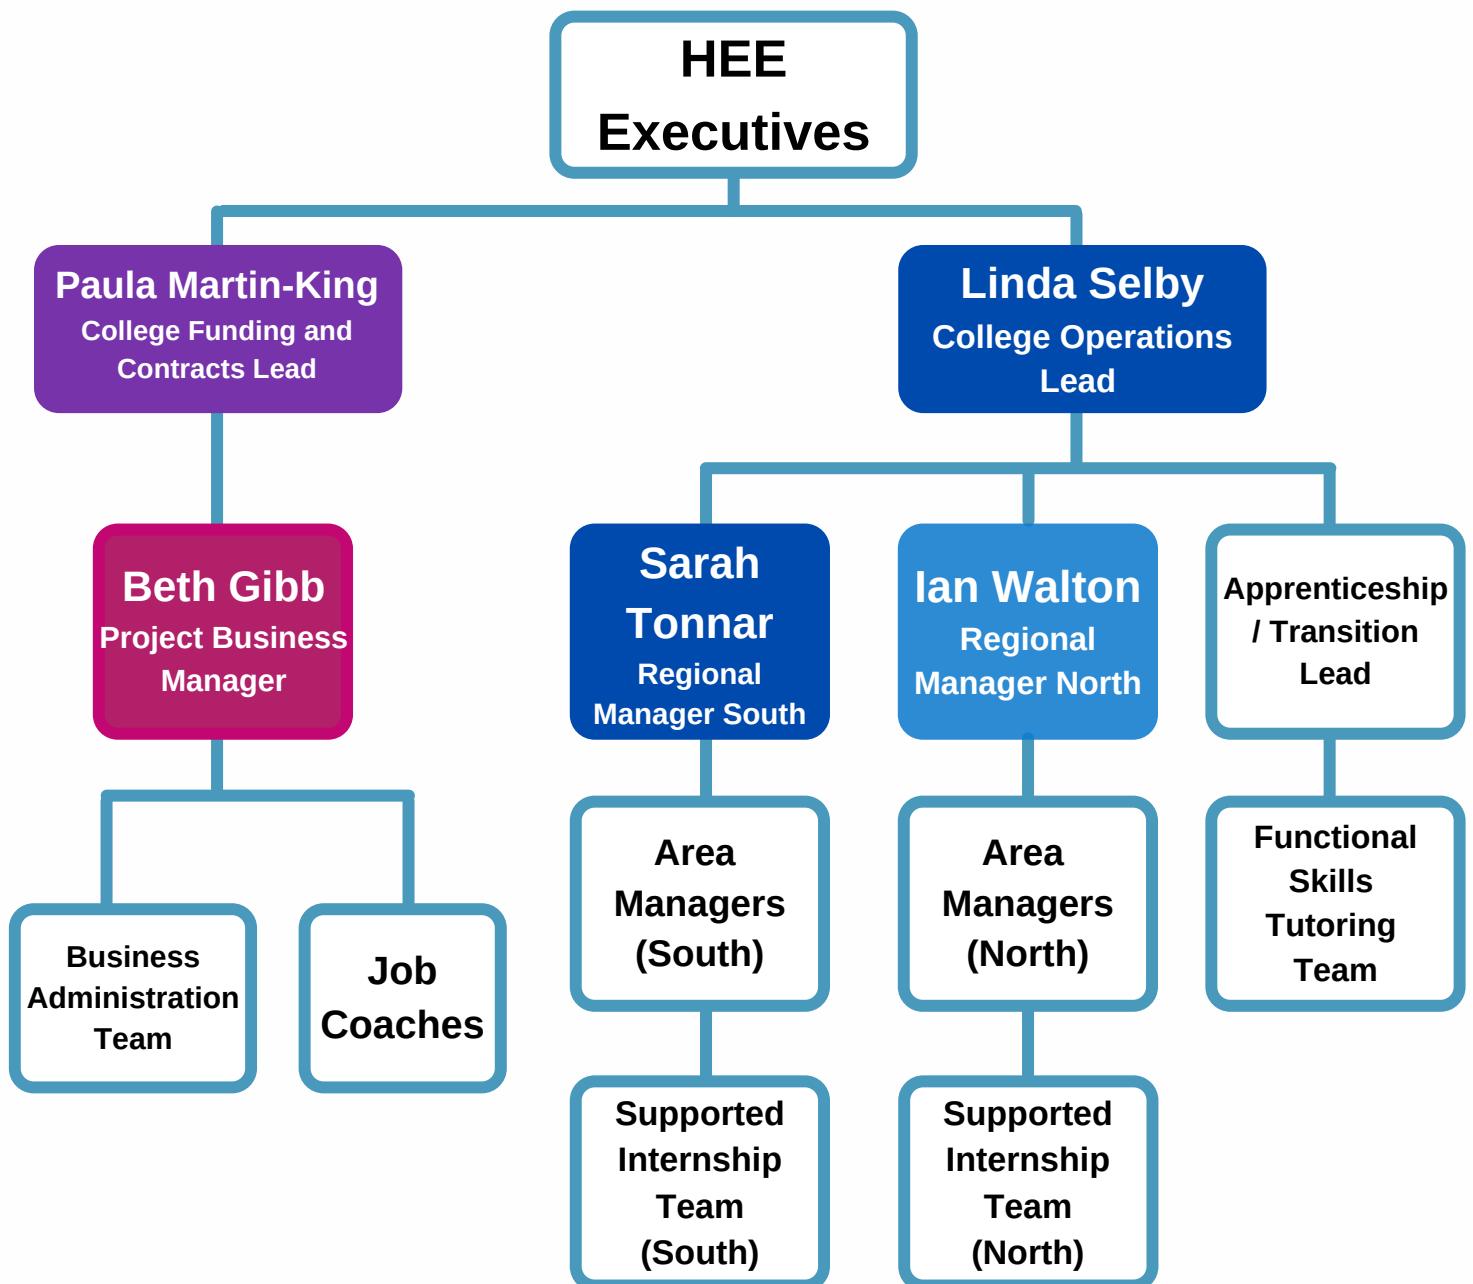 HEE
Executives
Paula Martin-King
College Funding and
Contracts Lead
Linda Selby
College Operations
Lead
Beth Gibb
Project Business
Manager
Sarah
Tonnar
Regional
Manager South
Ian Walton
Regional
Manager North
Apprenticeship
/ Transition
Lead
Business
Administration
Team
Job
Coaches
Area
Managers
(South)
Area
Managers
(North)
Functional
Skills
Tutoring
Team
Supported
Internship
Team
(South)
Supported
Internship
Team
(North)